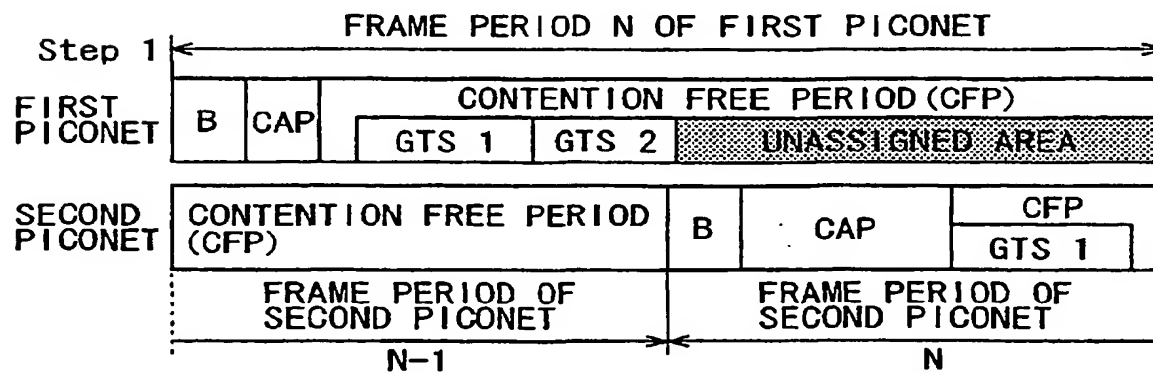 FRAME PERIOD N OF FIRST PICONET
Step 1
FIRST
PICONET
B
CAP
CONTENTION FREE PERIOD (CFP)
GTS 1
GTS 2
UNASSIGNED AREA
SECOND
PICONET
CONTENTION FREE PERIOD
(CFP)
B
CAP
CFP
GTS 1
FRAME PERIOD OF
SECOND PICONET
FRAME PERIOD OF
SECOND PICONET
N-1
N